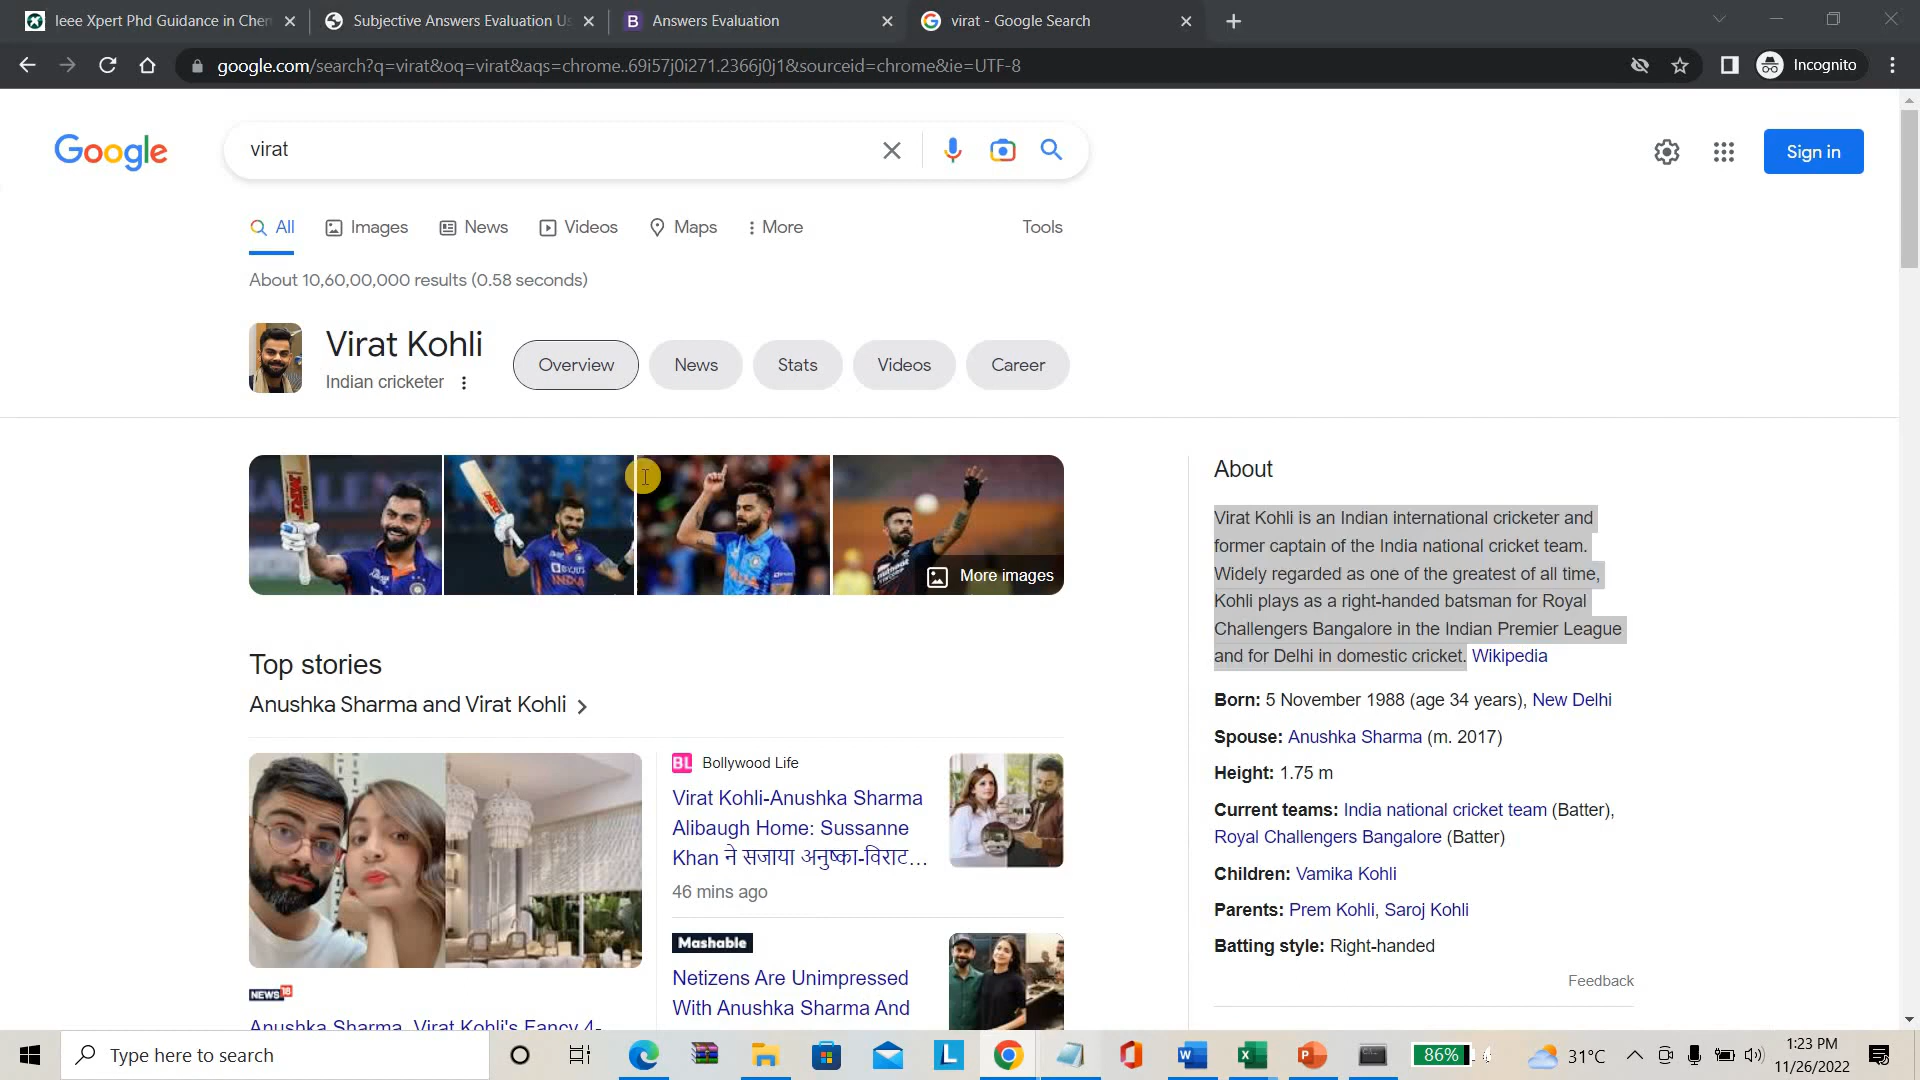 Ieee Xpert Phd Guidance in Chen
Subjective Answers Evaluation Us
Answers Evaluation
virat - Google Search
google.com/search?q=virat&oq=virat&aqs=chrome..69i57j0i271.2366j0j1&sourceid=chrome&ie=UTF-8
Incognito
Google
virat
Sign in
All
Images
News
Videos
Maps
More
Tools
About 10,60,00,000 results (0.58 seconds)
Virat Kohli
Indian cricketer
Overview
News
Stats
Videos
Career
More images
About
Virat Kohli is an Indian international cricketer and
former captain of the India national cricket team.
Widely regarded as one of the greatest of all time,
Kohli plays as a right-handed batsman for Royal
Challengers Bangalore in the Indian Premier League
and for Delhi in domestic cricket. Wikipedia
Born: 5 November 1988 (age 34 years), New Delhi
Spouse: Anushka Sharma (m. 2017)
Height: 1.75 m
Current teams: India national cricket team (Batter),
Royal Challengers Bangalore (Batter)
Children: Vamika Kohli
Parents: Prem Kohli, Saroj Kohli
Batting style: Right-handed
Feedback
Top stories
Anushka Sharma and Virat Kohli
BL Bollywood Life
Virat Kohli-Anushka Sharma
Alibaugh Home: Sussanne
Khan ने सजाया अनुष्का-विराट...
46 mins ago
Mashable
Netizens Are Unimpressed
With Anushka Sharma And
NEWS18
Anushka Sharma, Virat Kohli's Fancy 4-
Type here to search
86%
31°C
1:23 PM
11/26/2022